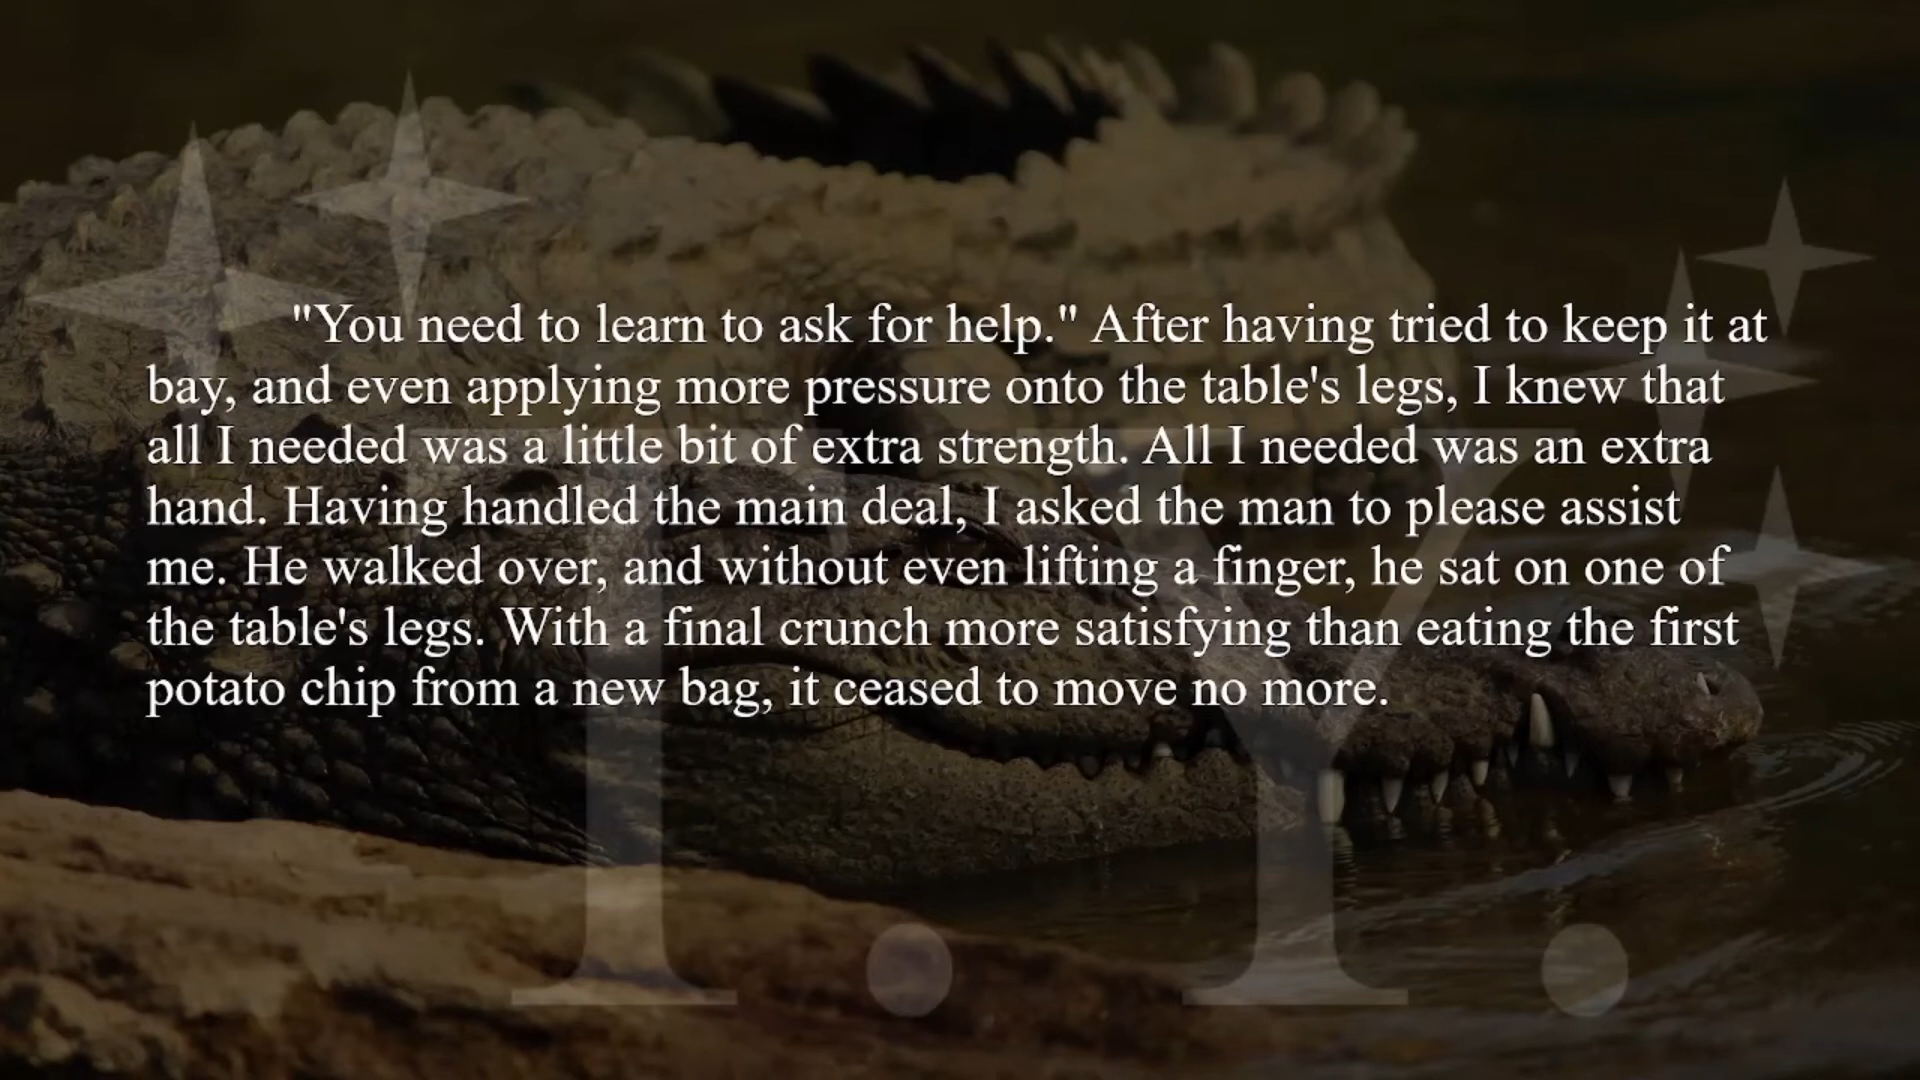 "You need to learn to ask for help." After having tried to keep it at
bay, and even applying more pressure onto the table's legs, I knew that
all I needed was a little bit of extra strength. All I needed was an extra
hand. Having handled the main deal, I asked the man to please assist
me. He walked over, and without even lifting a finger, he sat on one of
the table's legs. With a final crunch more satisfying than eating the first
potato chip from a new bag, it ceased to move no more.
T.Y.